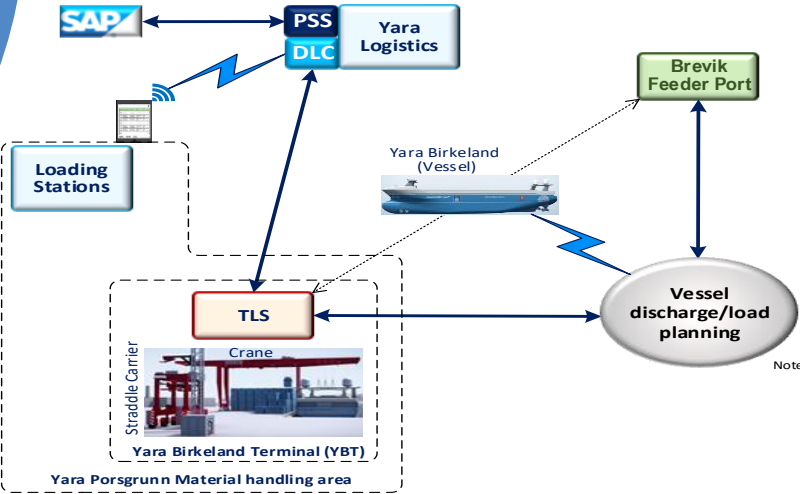 SAP
PSS
DLC
Yara
Logistics
Brevik
Feeder Port
Loading
Stations
Yara Birkeland
(Vessel)
Vessel
discharge/load
planning
Note
TLS
Crane
Straddle Carrier
Yara Birkeland Terminal (YBT)
Yara Porsgrunn Material handling area